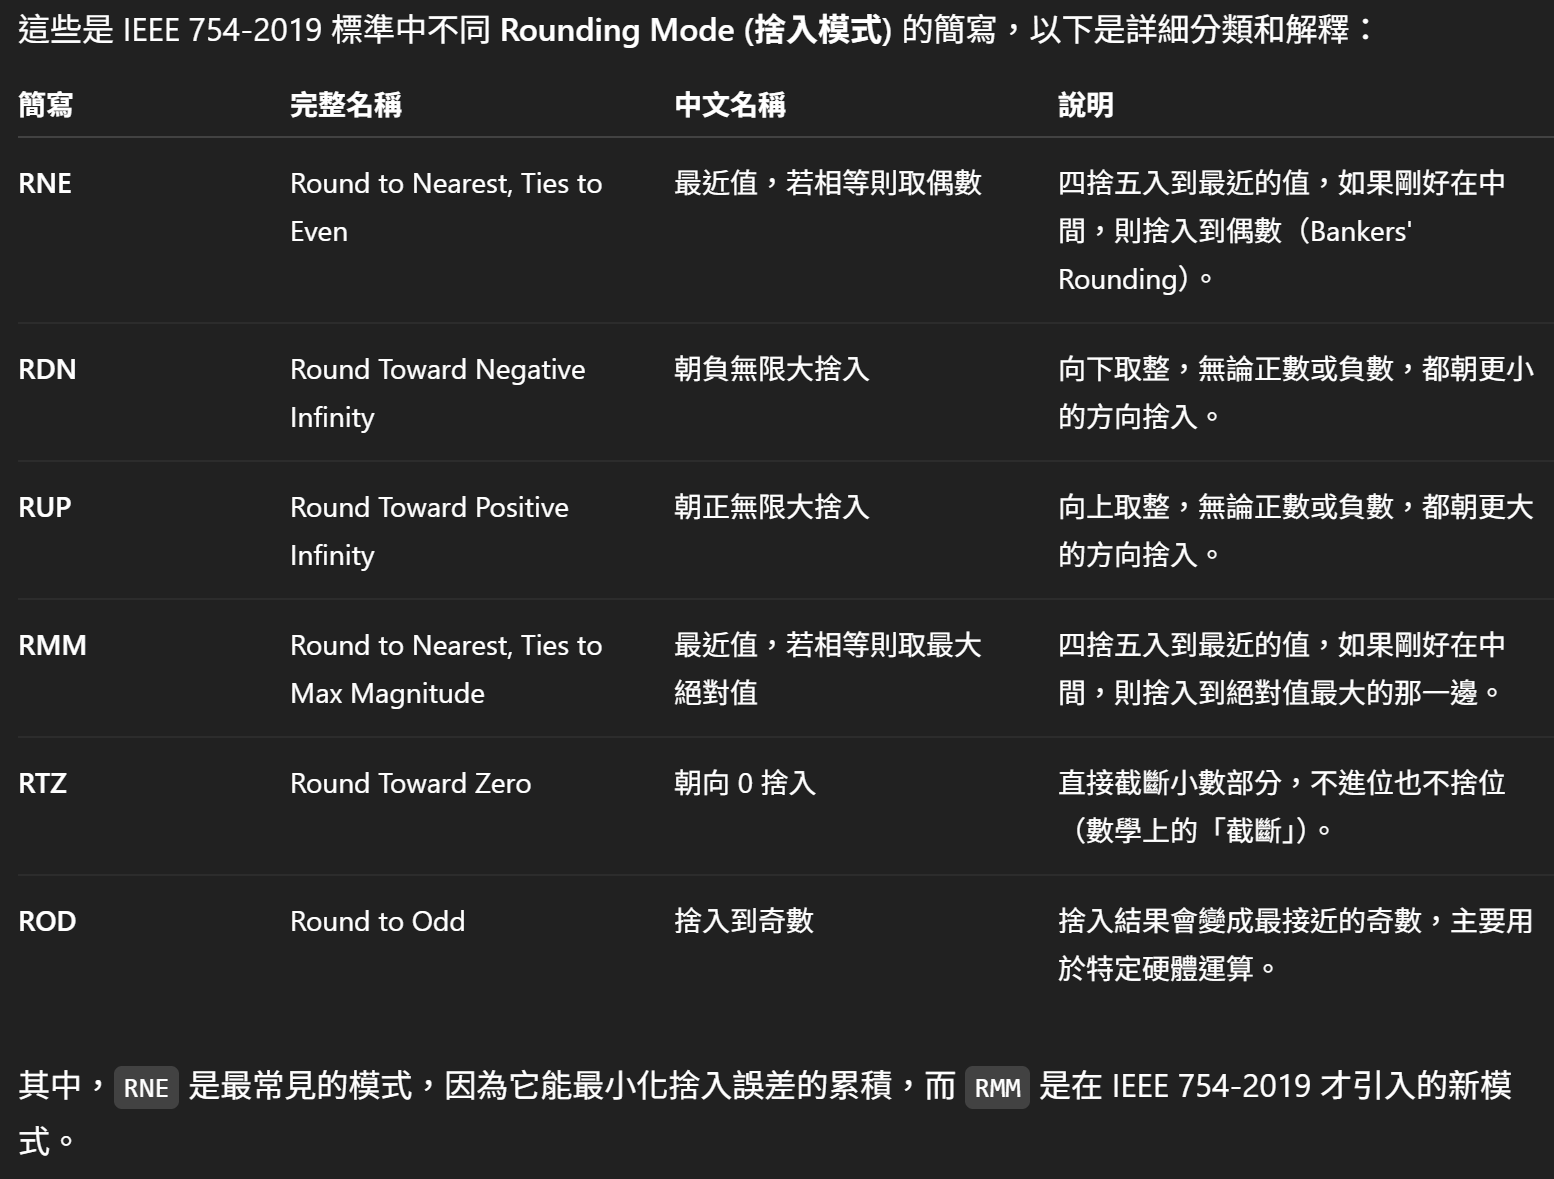 這些是 IEEE 754-2019 標準中不同 Rounding Mode (捨入模式) 的簡寫，以下是詳細分類和解釋：
簡寫 完整名稱 中文名稱 說明
RNE Round to Nearest, Ties to 最近值，若相等則取偶數 四捨五入到最近的值，如果剛好在中
Even 間，則捨入到偶數（Bankers'
Rounding）。
RDN Round Toward Negative 朝負無限大捨入 向下取整，無論正數或負數，都朝更小
Infinity 的方向捨入。
RUP Round Toward Positive 朝正無限大捨入 向上取整，無論正數或負數，都朝更大
Infinity 的方向捨入。
RMM Round to Nearest, Ties to 最近值，若相等則取最大 四捨五入到最近的值，如果剛好在中
Max Magnitude 絕對值 間，則捨入到絕對值最大的那一邊。
RTZ Round Toward Zero 朝向 0 捨入 直接截斷小數部分，不進位也不捨位
（數學上的「截斷」）。
ROD Round to Odd 捨入到奇數 捨入結果會變成最接近的奇數，主要用
於特定硬體運算。
其中，RNE 是最常見的模式，因為它能最小化捨入誤差的累積，而 RMM 是在 IEEE 754-2019 才引入的新模
式。